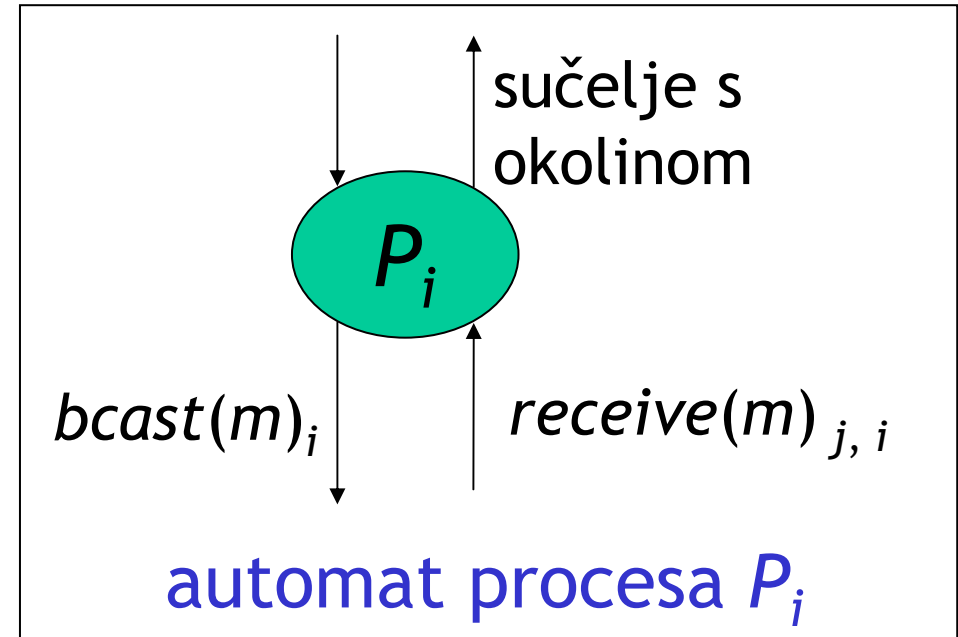 sučelje s
okolinom
Pi
bcast(m)i
receive(m) j, i
automat procesa Pi